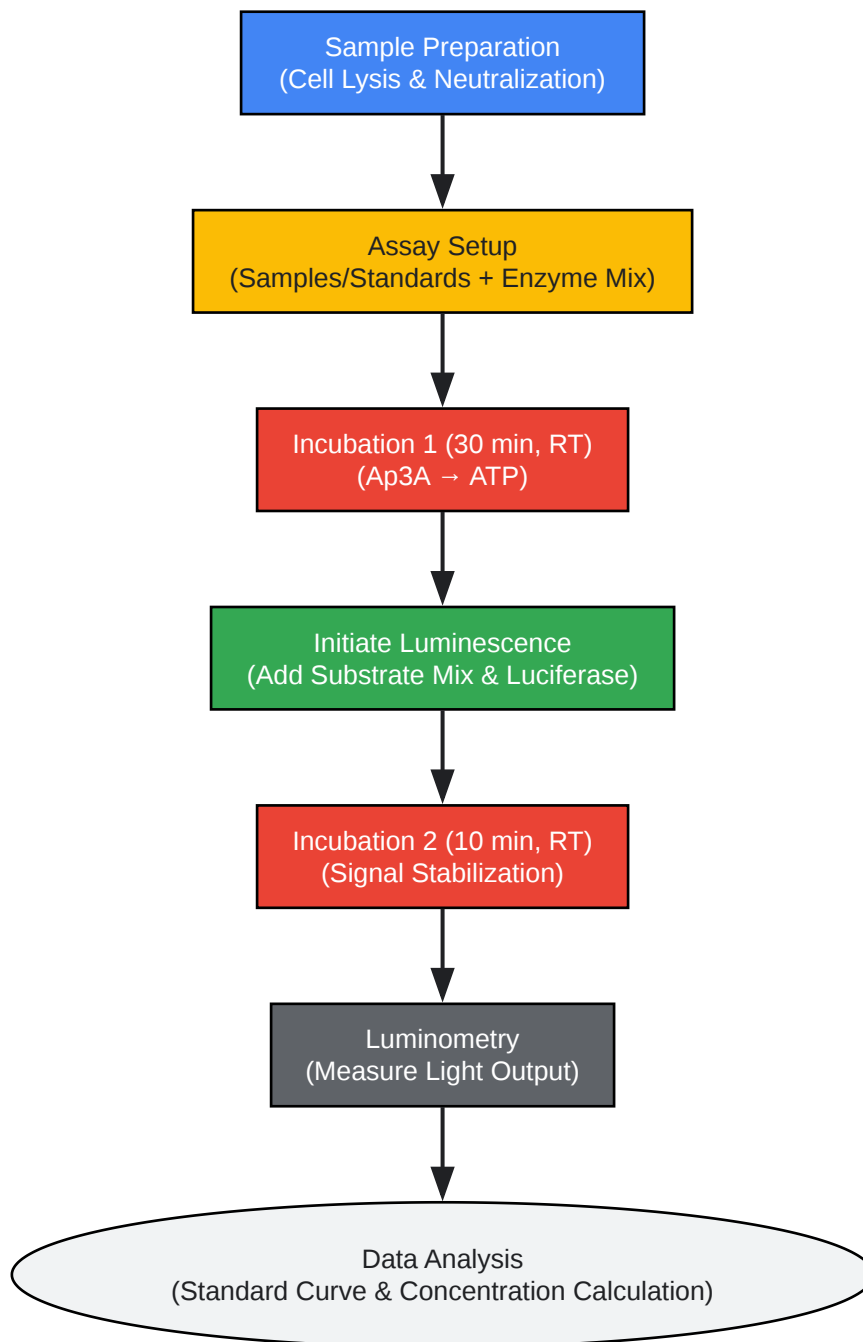 Sample Preparation
(Cell Lysis & Neutralization)
Assay Setup
(Samples/Standards + Enzyme Mix)
Incubation 1 (30 min, RT)
(Ap3A → ATP)
Initiate Luminescence
(Add Substrate Mix & Luciferase)
Incubation 2 (10 min, RT)
(Signal Stabilization)
Luminometry
(Measure Light Output)
Data Analysis
(Standard Curve & Concentration Calculation)